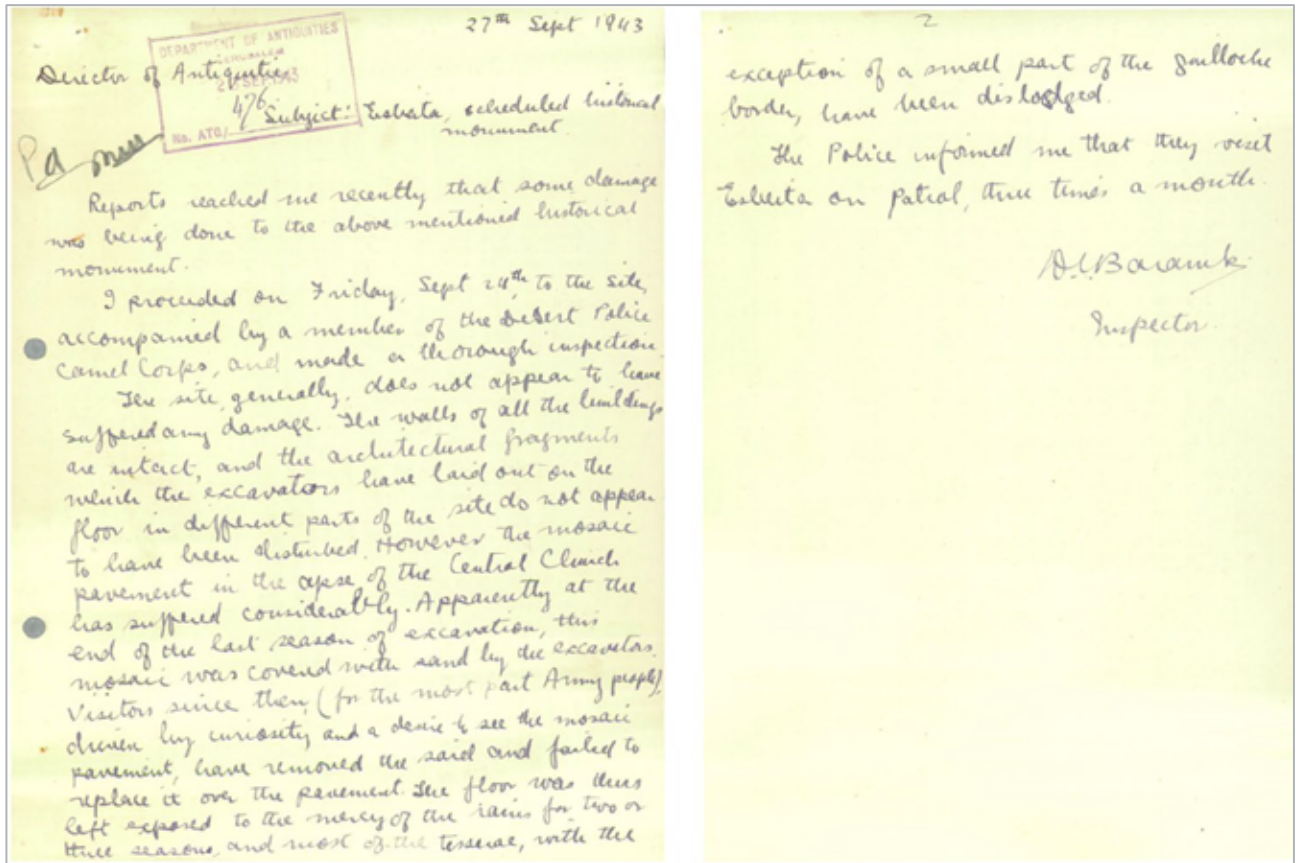 27th Sept 1943
DEPARTMENT OF ANTIQUITIES
JERUSALEM
SEP 1943
476
No. ATQ/
Director of Antiquities
Subject: Esbeita, scheduled historical
monument.
Reports reached me recently that some damage
was being done to the above mentioned historical
monument.
I proceeded on Friday, Sept 24th, to the site,
accompanied by a member of the Desert Police
Camel Corps, and made a thorough inspection
The site, generally, does not appear to have
suffered any damage. The walls of all the buildings
are intact, and the architectural fragments
which the excavators have laid out on the
floor in different parts of the site do not appear
to have been disturbed. However the mosaic
pavement in the apse of the Central Church
has suffered considerably. Apparently at the
end of the last season of excavation, this
mosaic was covered with sand by the excavators.
Visitors since then, (for the most part Army people),
driven by curiosity and a desire to see the mosaic
pavement, have removed the said and failed to
replace it over the pavement. The floor was thus
left exposed to the mercy of the rains for two or
three seasons, and most of the tesserae, with the
2
exception of a small part of the guilloche
border, have been dislodged.
The Police informed me that they visit
Esbeita on Patrol, three times a month.
D.C. Baramki
Inspector.